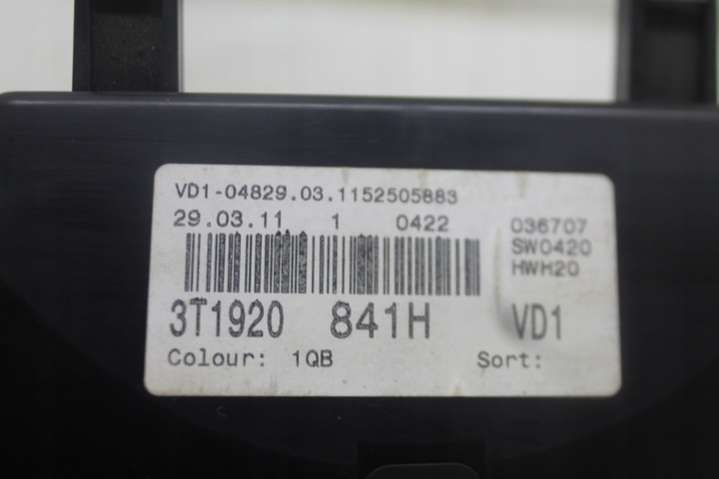 VD1-04829.03.1152505883
29.03.11 1 0422 036707
SW0420
HWH20
3T1920 841H VD1
Colour: 1QB Sort: